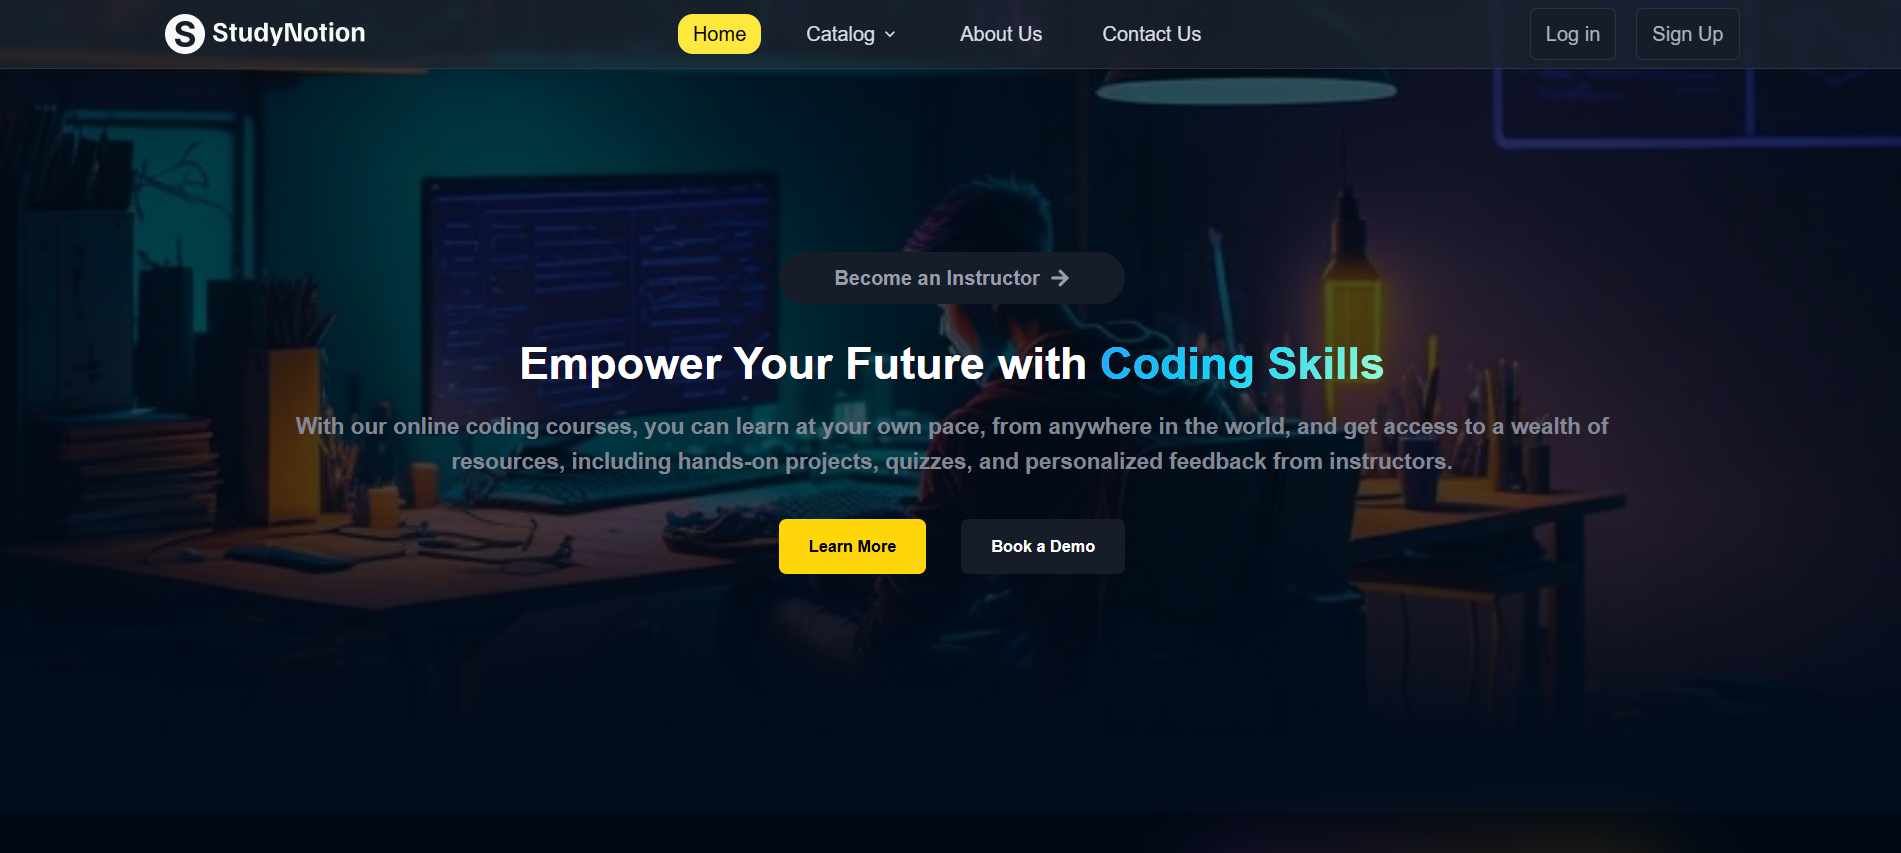 StudyNotion
Home
Catalog
About Us
Contact Us
Log in
Sign Up
Become an Instructor
Empower Your Future with Coding Skills
With our online coding courses, you can learn at your own pace, from anywhere in the world, and get access to a wealth of
resources, including hands-on projects, quizzes, and personalized feedback from instructors.
Learn More
Book a Demo